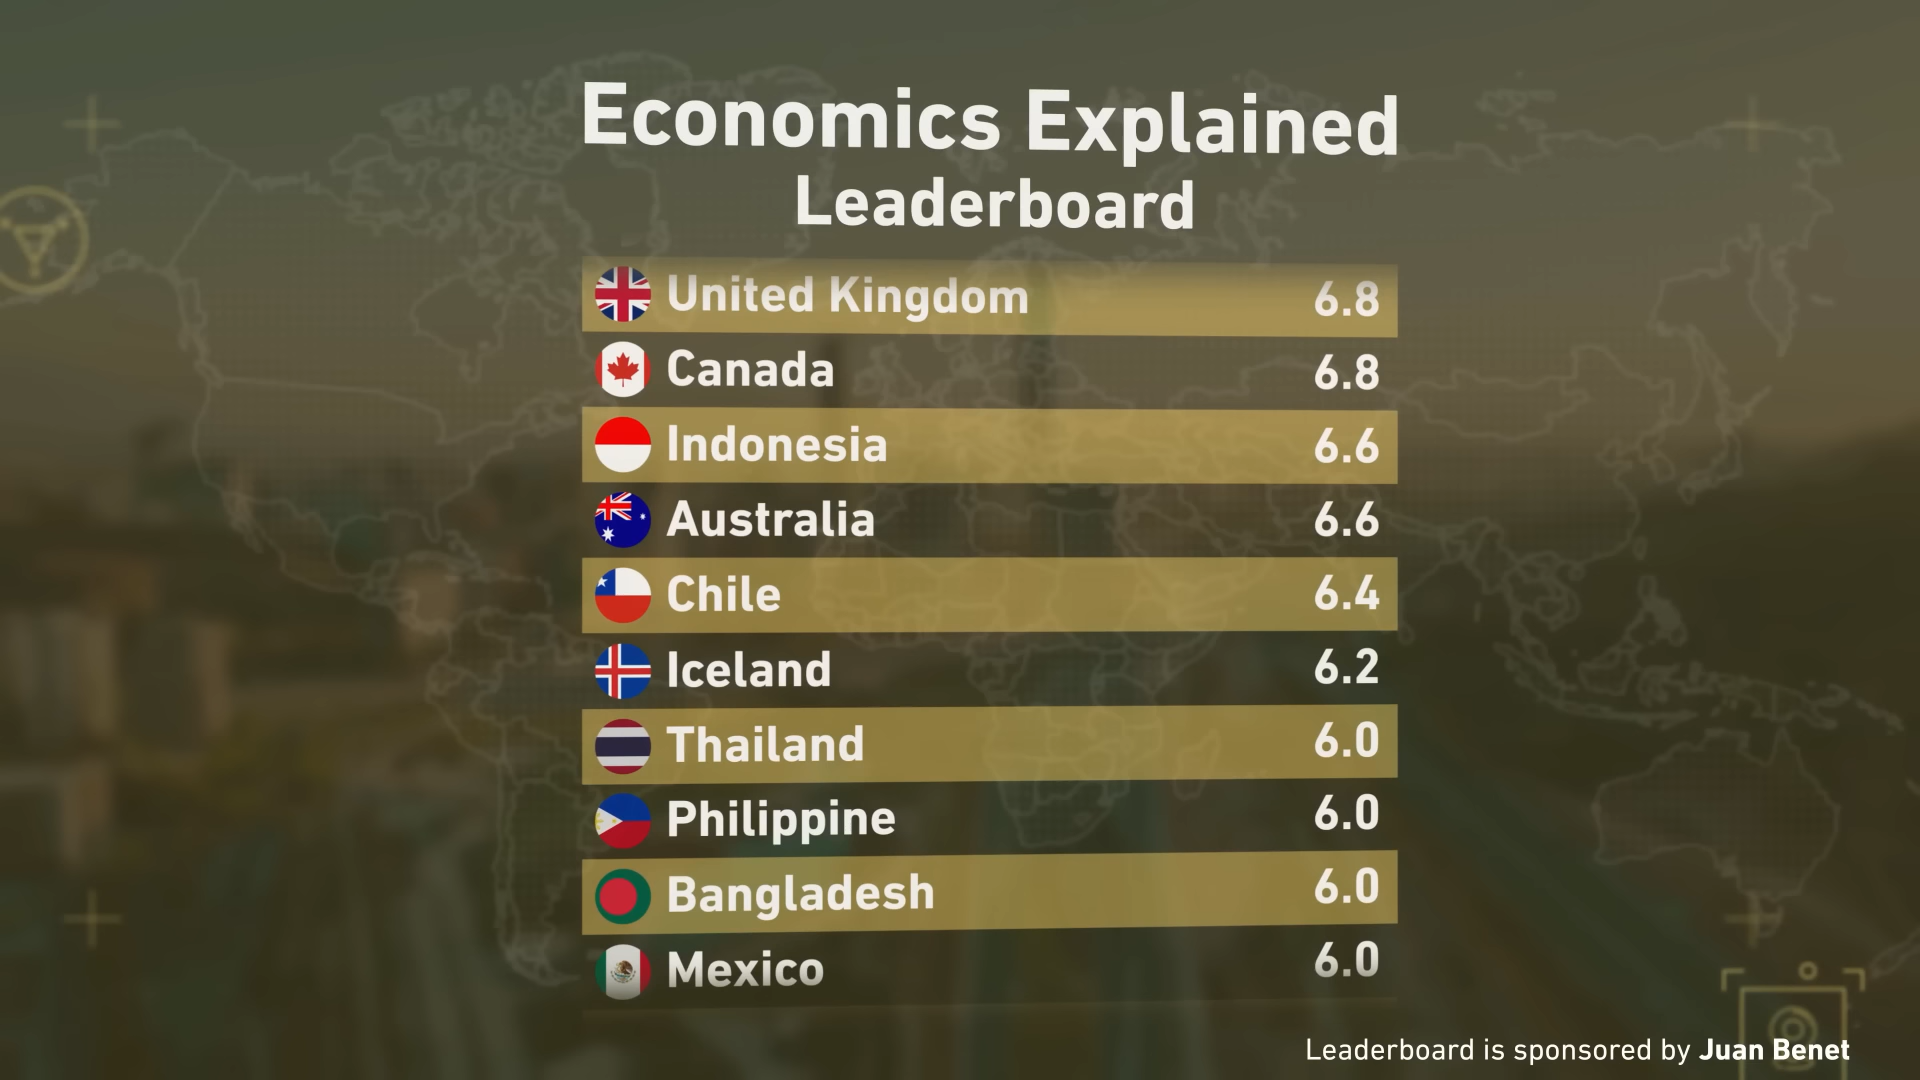 Economics Explained
Leaderboard
United Kingdom 6.8
Canada 6.8
Indonesia 6.6
Australia 6.6
Chile 6.4
Iceland 6.2
Thailand 6.0
Philippine 6.0
Bangladesh 6.0
Mexico 6.0
Leaderboard is sponsored by Juan Benet